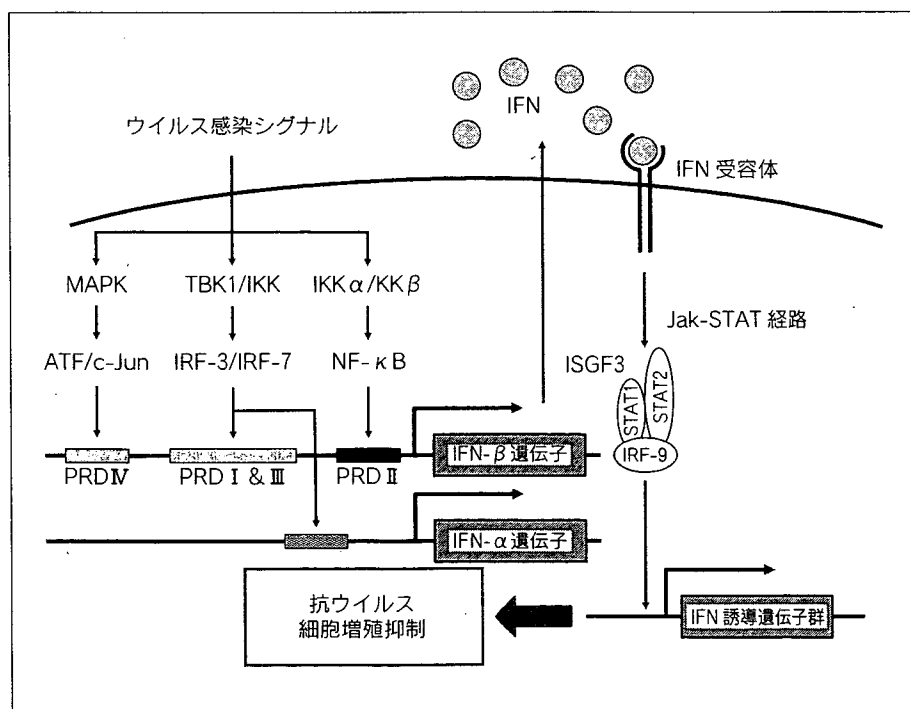 IFN
ウイルス感染シグナル
IFN 受容体
MAPK
TBK1/IKK
IKKα/KKβ
Jak-STAT 経路
ATF/c-Jun
IRF-3/IRF-7
NF-κB
ISGF3
STAT1
STAT2
IRF-9
IFN-β遺伝子
PRDⅣ
PRDⅠ&Ⅲ
PRDⅡ
IFN-α遺伝子
抗ウイルス
細胞増殖抑制
IFN 誘導遺伝子群